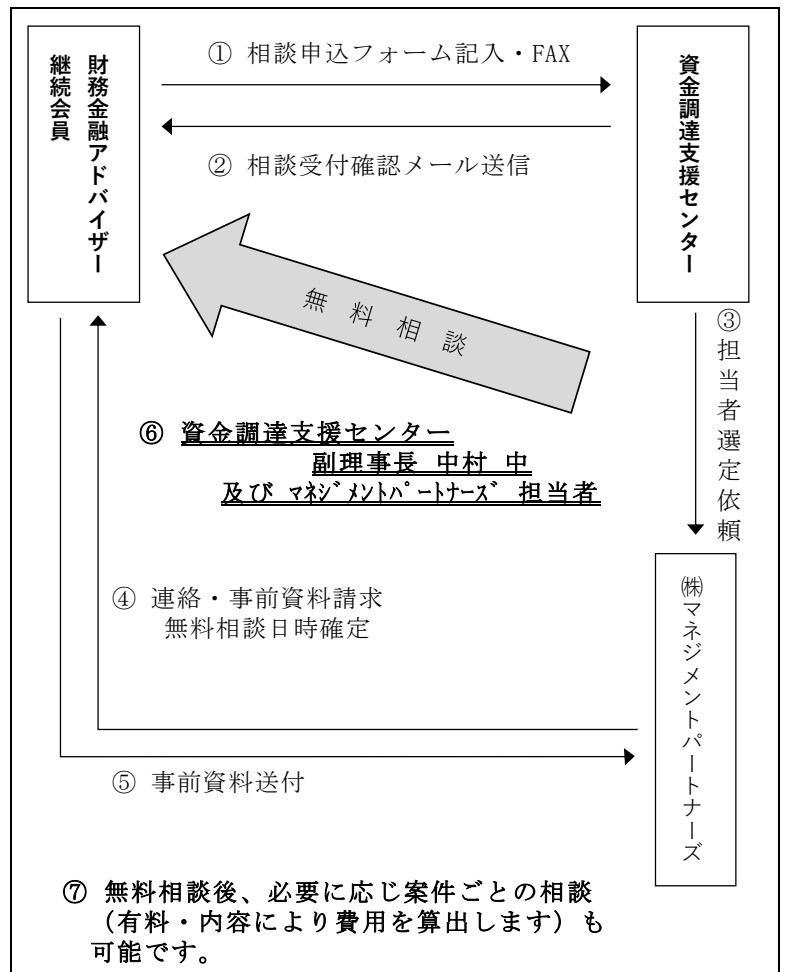 ① 相談申込フォーム記入・FAX
財務金融アドバイザー
継続会員
資金調達支援センター
② 相談受付確認メール送信
無料相談
③担当者選定依頼
⑥ 資金調達支援センター
副理事長 中村 中
及び ﾏﾈｼﾞﾒﾝﾄﾊﾟｰﾄﾅｰｽﾞ 担当者
④ 連絡・事前資料請求
無料相談日時確定
㈱マネジメントパートナーズ
⑤ 事前資料送付
⑦ 無料相談後、必要に応じ案件ごとの相談
(有料・内容により費用を算出します)も
可能です。